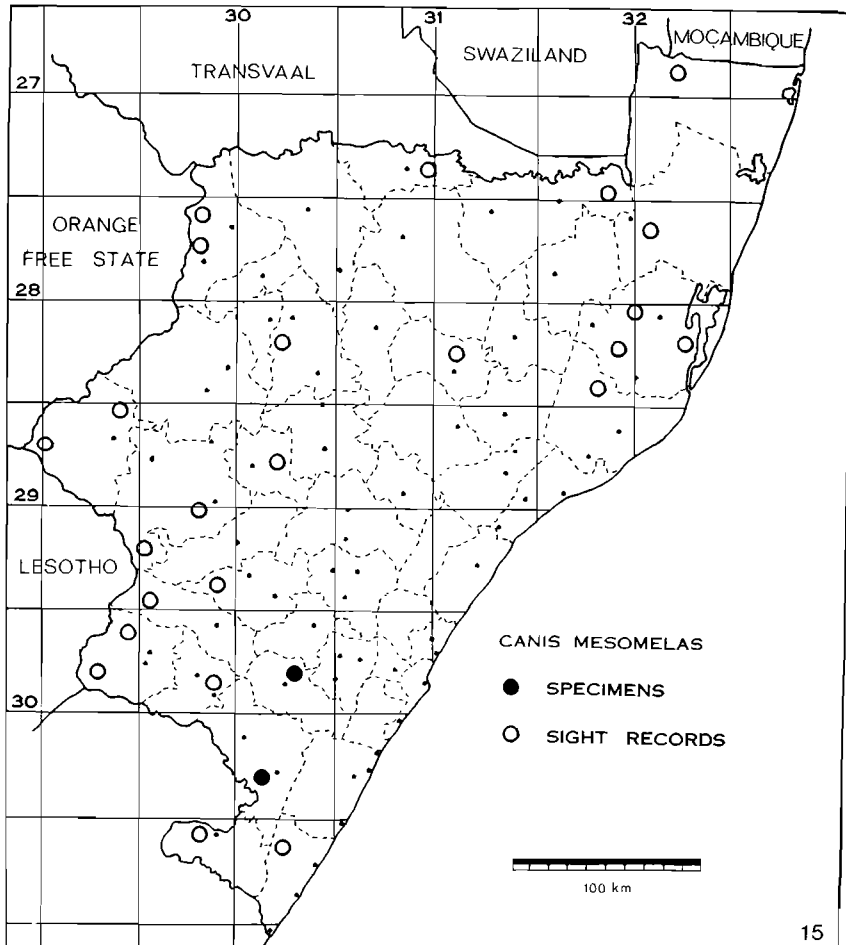 30 31 32
MOÇAMBIQUE
SWAZILAND
TRANSVAAL
27
ORANGE
FREE STATE
28
29
LESOTHO
CANIS MESOMELAS
SPECIMENS
30
SIGHT RECORDS
100 km
15